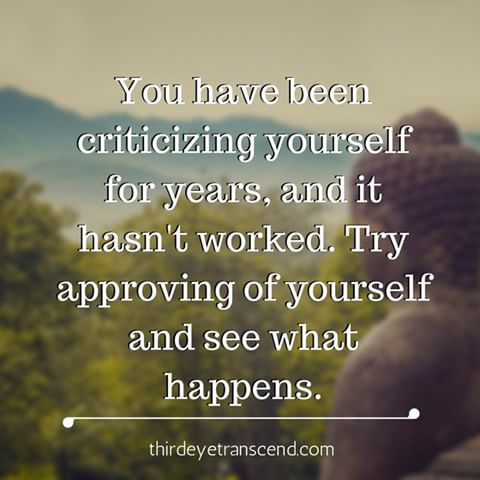 You have been
criticizing yourself
for years, and it
hasn't worked. Try
approving of yourself
and see what
happens.
thirdeyetranscend.com